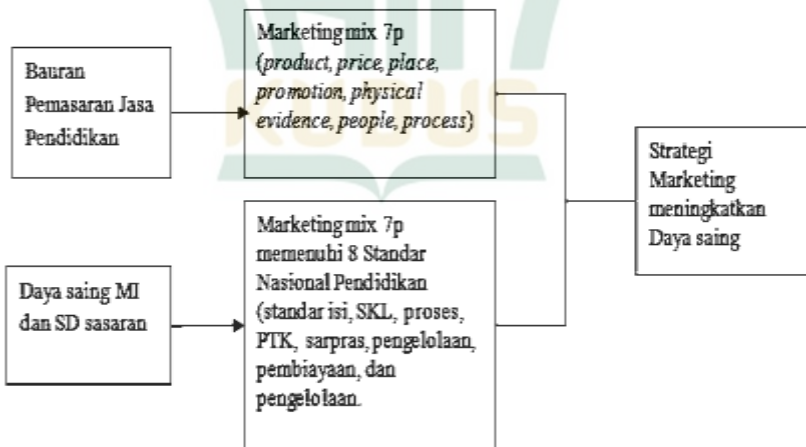 Bauran
Pemasaran Jasa
Pendidikan
Marketing mix 7p
(product, price, place,
promotion, physical
evidence, people, process)
KUDUS
Strategi
Marketing
meningkatkan
Daya saing
Daya saing MI
dan SD sasaran
Marketing mix 7p
memenuhi 8 Standar
Nasional Pendidikan
(standar isi, SKL, proses,
PTK, sarpras, pengelolaan,
pembiayaan, dan
pengelolaan.